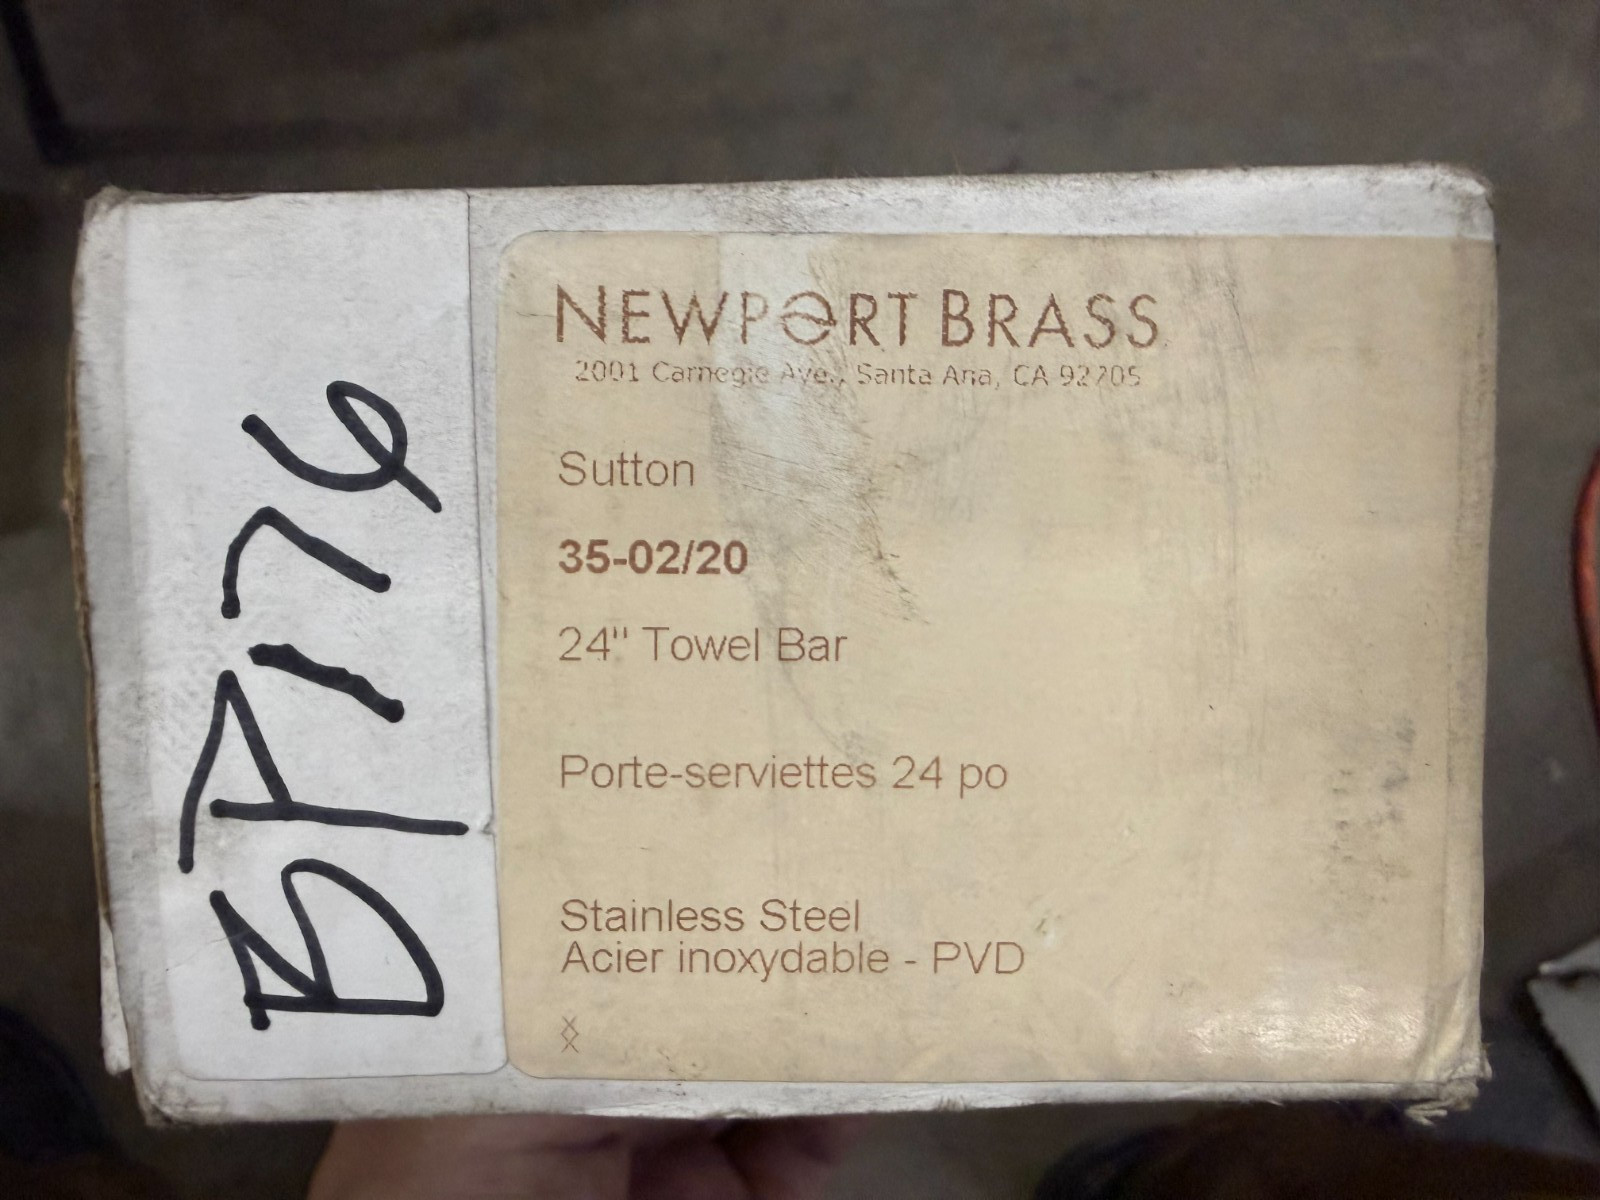 BP176
NEWPORT BRASS
2001 Carnegie Ave., Santa Ana, CA 92705
Sutton
35-02/20
24" Towel Bar
Porte-serviettes 24 po
Stainless Steel
Acier inoxydable - PVD